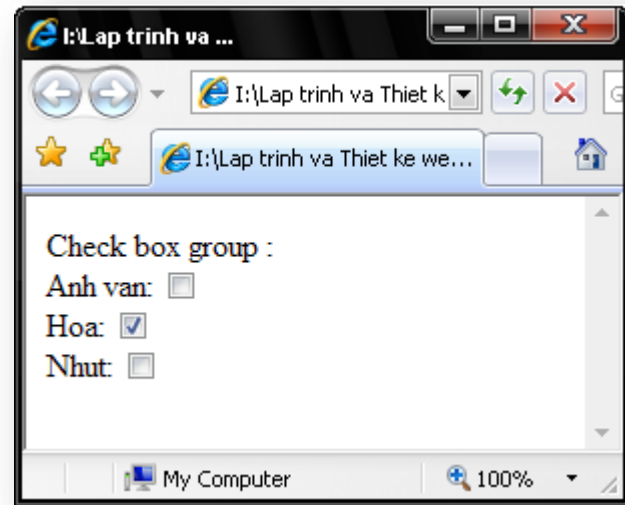 I:\Lap trinh va ...
I:\Lap trinh va Thiet k
G
I:\Lap trinh va Thiet ke we...
Check box group :
Anh van:
Hoa:
Nhut:
My Computer
100%